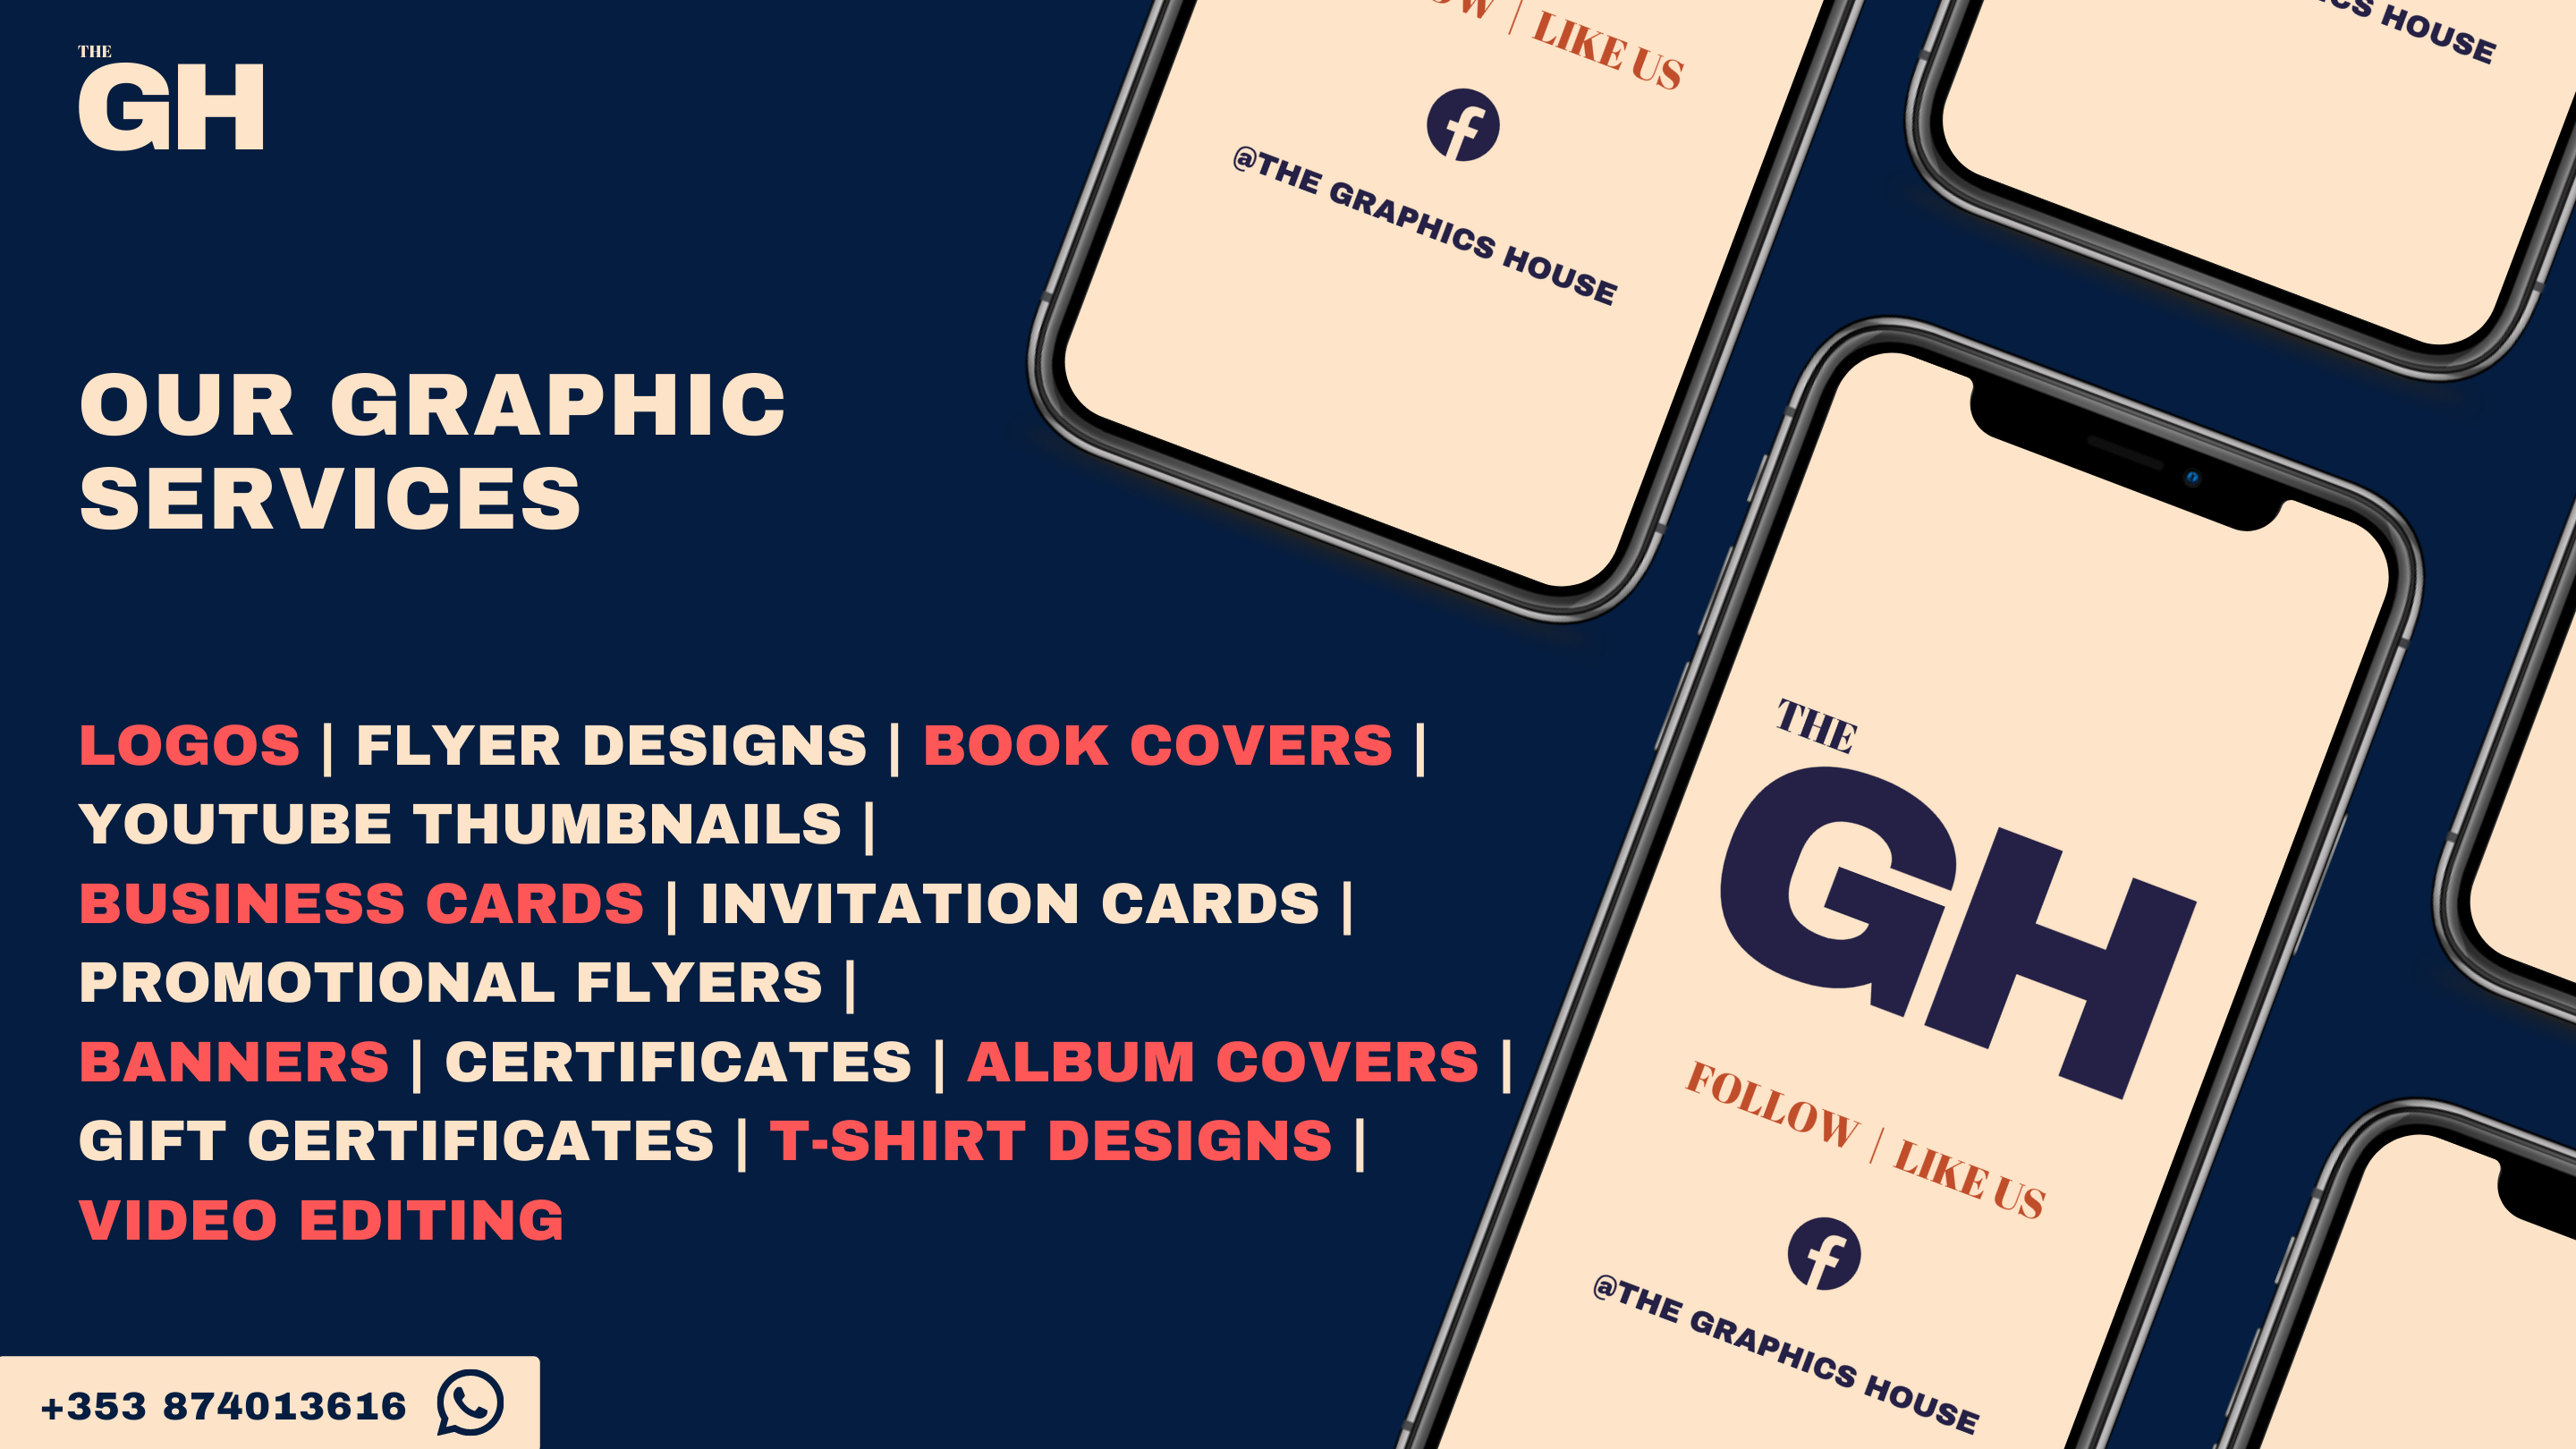 THE
GH
OUR GRAPHIC
SERVICES
LOGOS | FLYER DESIGNS | BOOK COVERS |
YOUTUBE THUMBNAILS |
BUSINESS CARDS | INVITATION CARDS |
PROMOTIONAL FLYERS |
BANNERS | CERTIFICATES | ALBUM COVERS |
GIFT CERTIFICATES | T-SHIRT DESIGNS |
VIDEO EDITING
+353 874013616
| LIKE US
@THE GRAPHICS HOUSE
HOUSE
THE
GH
FOLLOW | LIKE US
@THE GRAPHICS HOUSE